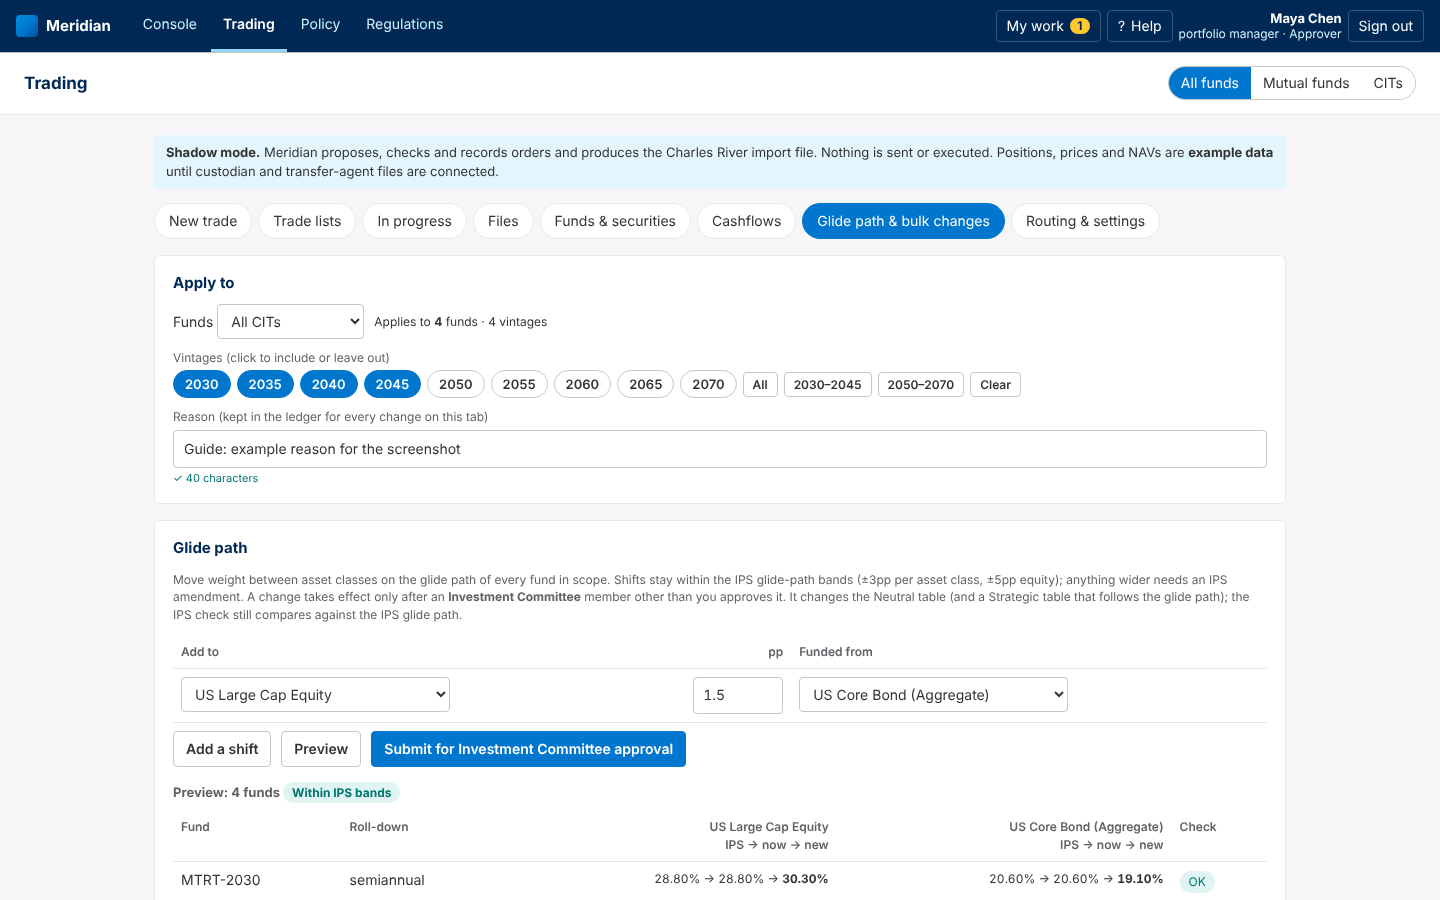 Meridian Console Trading Policy Regulations My work 1 ? Help Maya Chen Sign out
portfolio manager · Approver
Trading All funds Mutual funds CITs
Shadow mode. Meridian proposes, checks and records orders and produces the Charles River import file. Nothing is sent or executed. Positions, prices and NAVs are example data
until custodian and transfer-agent files are connected.
New trade Trade lists In progress Files Funds & securities Cashflows Glide path & bulk changes Routing & settings
Apply to
Funds All CITs Applies to 4 funds · 4 vintages
Vintages (click to include or leave out)
2030 2035 2040 2045 2050 2055 2060 2065 2070 All 2030–2045 2050–2070 Clear
Reason (kept in the ledger for every change on this tab)
Guide: example reason for the screenshot
✓ 40 characters
Glide path
Move weight between asset classes on the glide path of every fund in scope. Shifts stay within the IPS glide-path bands (±3pp per asset class, ±5pp equity); anything wider needs an IPS
amendment. A change takes effect only after an Investment Committee member other than you approves it. It changes the Neutral table (and a Strategic table that follows the glide path); the
IPS check still compares against the IPS glide path.
Add to pp Funded from
US Large Cap Equity 1.5 US Core Bond (Aggregate)
Add a shift Preview Submit for Investment Committee approval
Preview: 4 funds Within IPS bands
Fund Roll-down US Large Cap Equity US Core Bond (Aggregate) Check
IPS → now → new IPS → now → new
MTRT-2030 semiannual 28.80% → 28.80% → 30.30% 20.60% → 20.60% → 19.10% OK